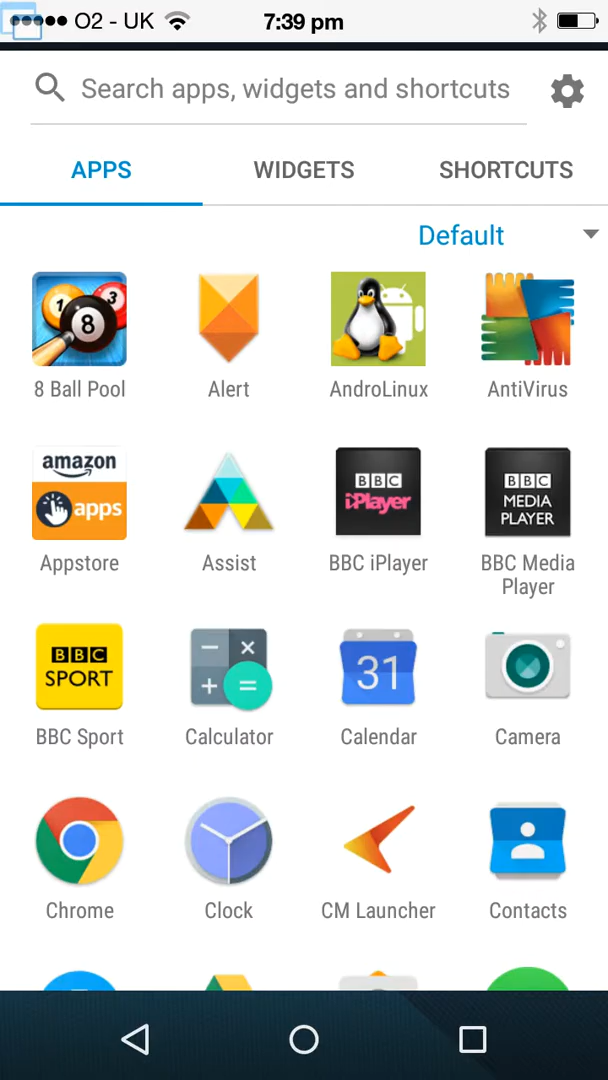 O2 - UK 7:39 pm
Search apps, widgets and shortcuts
APPS WIDGETS SHORTCUTS
Default
1 3 8
8 Ball Pool Alert AndroLinux AntiVirus
amazon
apps
BBC
iPlayer
BBC
MEDIA
PLAYER
Appstore Assist BBC iPlayer BBC Media
Player
BBC
SPORT
− × + =
31
BBC Sport Calculator Calendar Camera
Chrome Clock CM Launcher Contacts